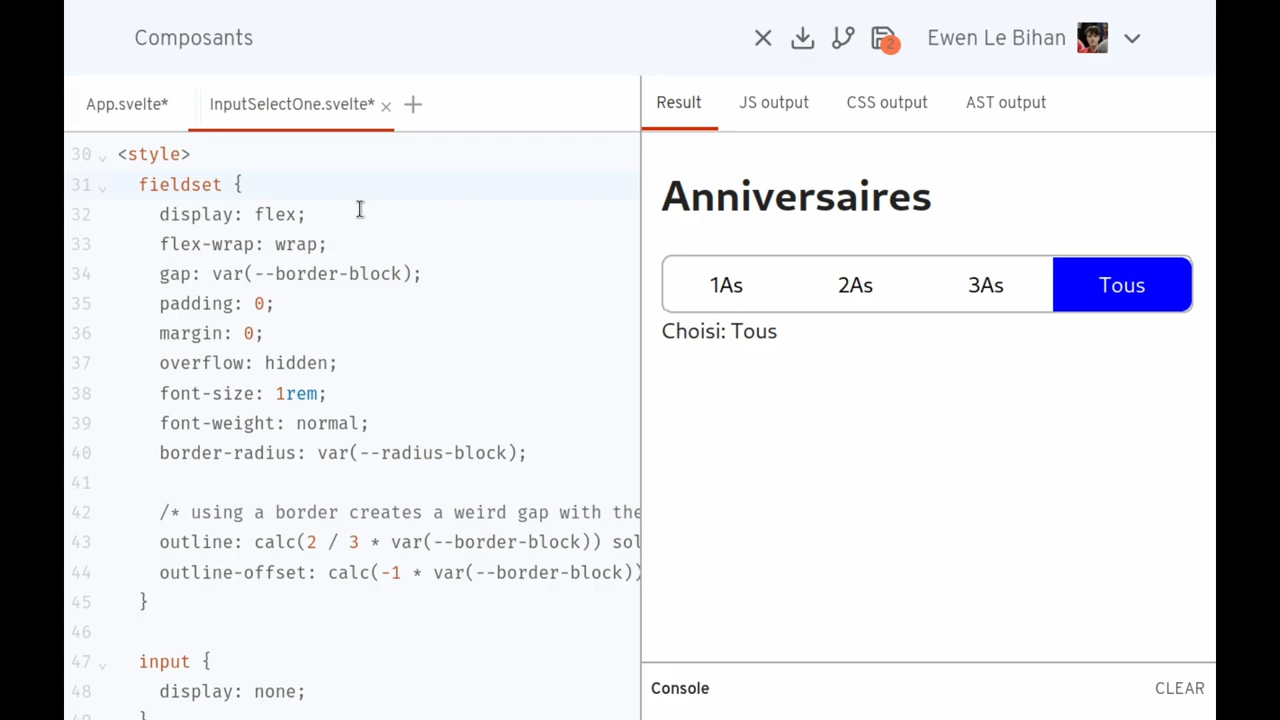 Composants
2
Ewen Le Bihan
App.svelte*
InputSelectOne.svelte*
Result
JS output
CSS output
AST output
30 <style>
31 fieldset {
32 display: flex;
33 flex-wrap: wrap;
34 gap: var(--border-block);
35 padding: 0;
36 margin: 0;
37 overflow: hidden;
38 font-size: 1rem;
39 font-weight: normal;
40 border-radius: var(--radius-block);
41
42 /* using a border creates a weird gap with the
43 outline: calc(2 / 3 * var(--border-block)) sol
44 outline-offset: calc(-1 * var(--border-block))
45 }
46
47 input {
48 display: none;
Anniversaires
1As
2As
3As
Tous
Choisi: Tous
Console
CLEAR